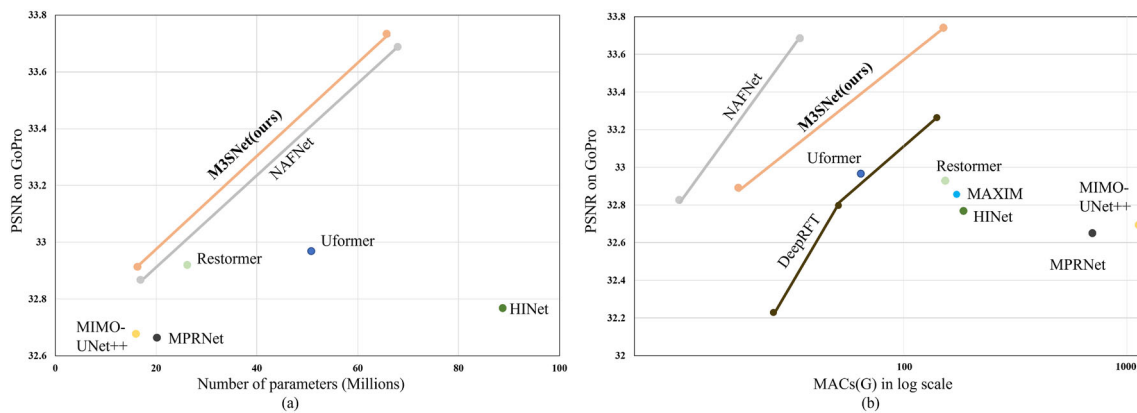 33.8
33.6
33.4
33.2
33
32.8
32.6
PSNR on GoPro
M3SNet(ours)
NAFNet
Restormer
Uformer
HINet
MIMO-
UNet++
MPRNet
0
20
40
60
80
100
Number of parameters (Millions)
(a)
33.8
33.6
33.4
33.2
33
32.8
32.6
32.4
32.2
32
PSNR on GoPro
NAFNet
M3SNet(ours)
Uformer
DeepRFT
Restormer
MAXIM
HINet
MIMO-
UNet++
MPRNet
100
1000
MACs(G) in log scale
(b)